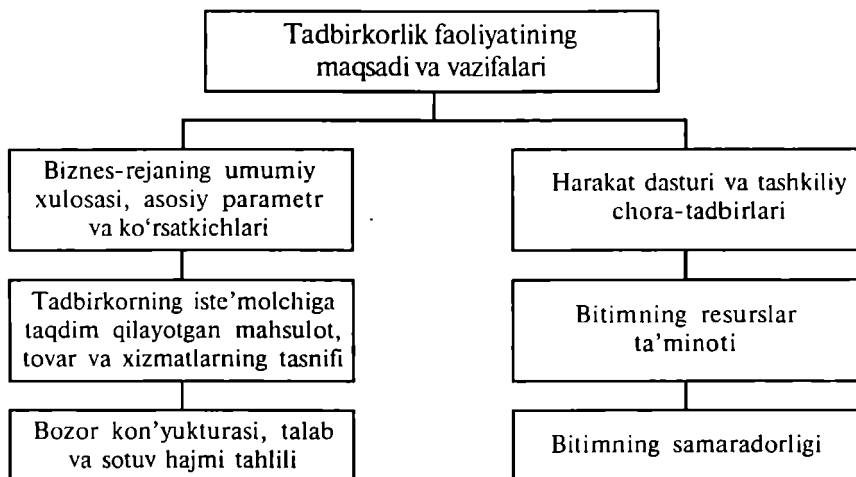 Tadbirkorlik faoliyatining
maqsadi va vazifalari
Biznes-rejaning umumiy
xulosasi, asosiy parametr
va ko‘rsatkichlari
Tadbirkorning iste’molchiga
taqdim qilayotgan mahsulot,
tovar va xizmatlarning tasnifi
Bozor kon’yukturasi, talab
va sotuv hajmi tahlili
Harakat dasturi va tashkiliy
chora-tadbirlari
Bitimning resurslar
ta’minoti
Bitimning samaradorligi